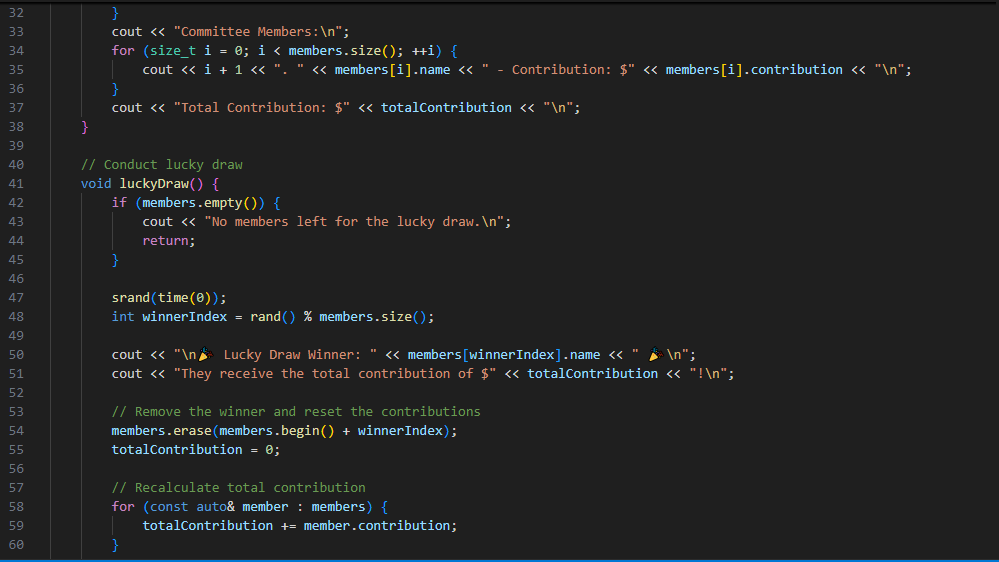 32 }
33 cout << "Committee Members:\n";
34 for (size_t i = 0; i < members.size(); ++i) {
35 cout << i + 1 << ". " << members[i].name << " - Contribution: $" << members[i].contribution << "\n";
36 }
37 cout << "Total Contribution: $" << totalContribution << "\n";
38 }
39
40 // Conduct lucky draw
41 void luckyDraw() {
42 if (members.empty()) {
43 cout << "No members left for the lucky draw.\n";
44 return;
45 }
46
47 srand(time(0));
48 int winnerIndex = rand() % members.size();
49
50 cout << "\n🎉 Lucky Draw Winner: " << members[winnerIndex].name << " 🎉\n";
51 cout << "They receive the total contribution of $" << totalContribution << "!\n";
52
53 // Remove the winner and reset the contributions
54 members.erase(members.begin() + winnerIndex);
55 totalContribution = 0;
56
57 // Recalculate total contribution
58 for (const auto& member : members) {
59 totalContribution += member.contribution;
60 }